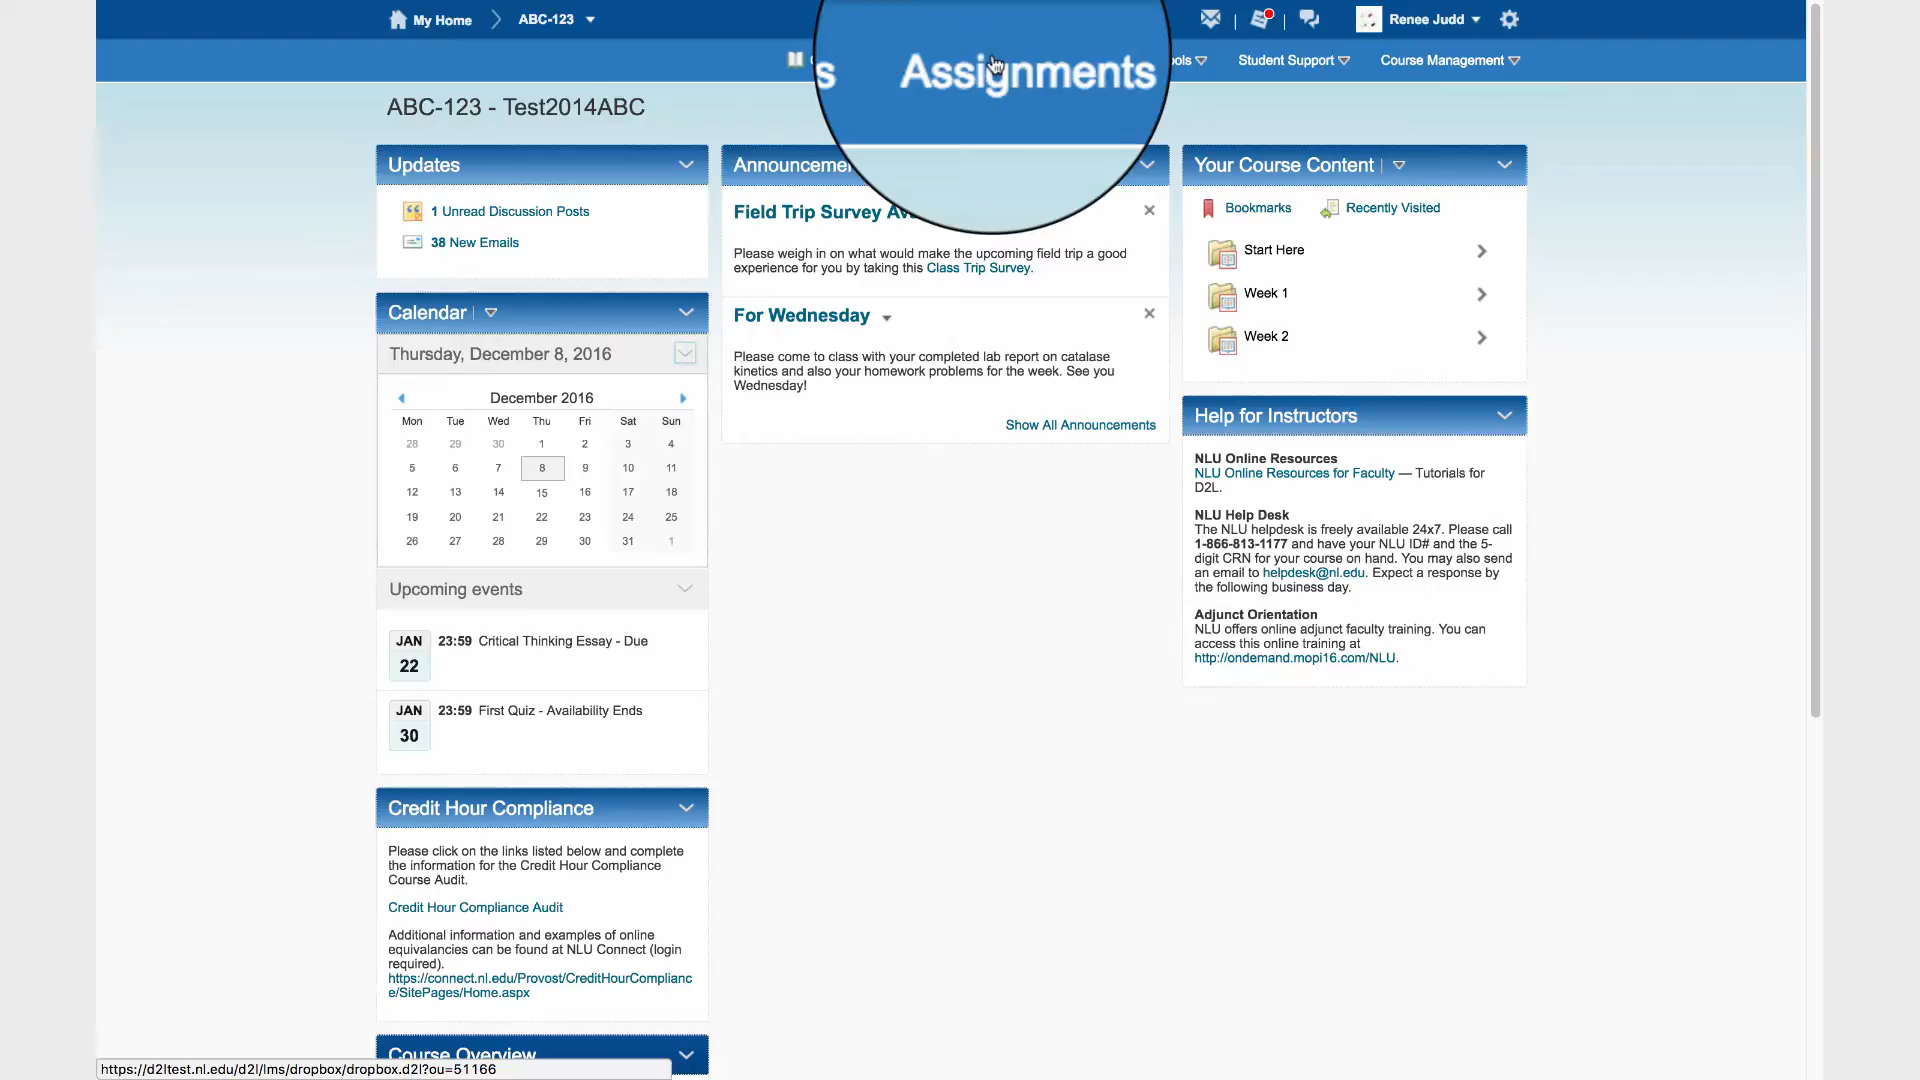 My Home
ABC-123
Renee Judd
s
Assignments
ols
Student Support
Course Management
ABC-123 - Test2014ABC
Updates
1 Unread Discussion Posts
38 New Emails
Calendar
Thursday, December 8, 2016
December 2016
Mon Tue Wed Thu Fri Sat Sun
28 29 30 1 2 3 4
5 6 7 8 9 10 11
12 13 14 15 16 17 18
19 20 21 22 23 24 25
26 27 28 29 30 31 1
Upcoming events
JAN
22
23:59 Critical Thinking Essay - Due
JAN
30
23:59 First Quiz - Availability Ends
Credit Hour Compliance
Please click on the links listed below and complete
the information for the Credit Hour Compliance
Course Audit.
Credit Hour Compliance Audit
Additional information and examples of online
equivalancies can be found at NLU Connect (login
required).
https://connect.nl.edu/Provost/CreditHourComplianc
e/SitePages/Home.aspx
Course Overview
Announcemen
Field Trip Survey Av
Please weigh in on what would make the upcoming field trip a good
experience for you by taking this Class Trip Survey.
For Wednesday
Please come to class with your completed lab report on catalase
kinetics and also your homework problems for the week. See you
Wednesday!
Show All Announcements
Your Course Content
Bookmarks
Recently Visited
Start Here
Week 1
Week 2
Help for Instructors
NLU Online Resources
NLU Online Resources for Faculty — Tutorials for
D2L.
NLU Help Desk
The NLU helpdesk is freely available 24x7. Please call
1-866-813-1177 and have your NLU ID# and the 5-
digit CRN for your course on hand. You may also send
an email to helpdesk@nl.edu. Expect a response by
the following business day.
Adjunct Orientation
NLU offers online adjunct faculty training. You can
access this online training at
http://ondemand.mopi16.com/NLU.
https://d2ltest.nl.edu/d2l/lms/dropbox/dropbox.d2l?ou=51166